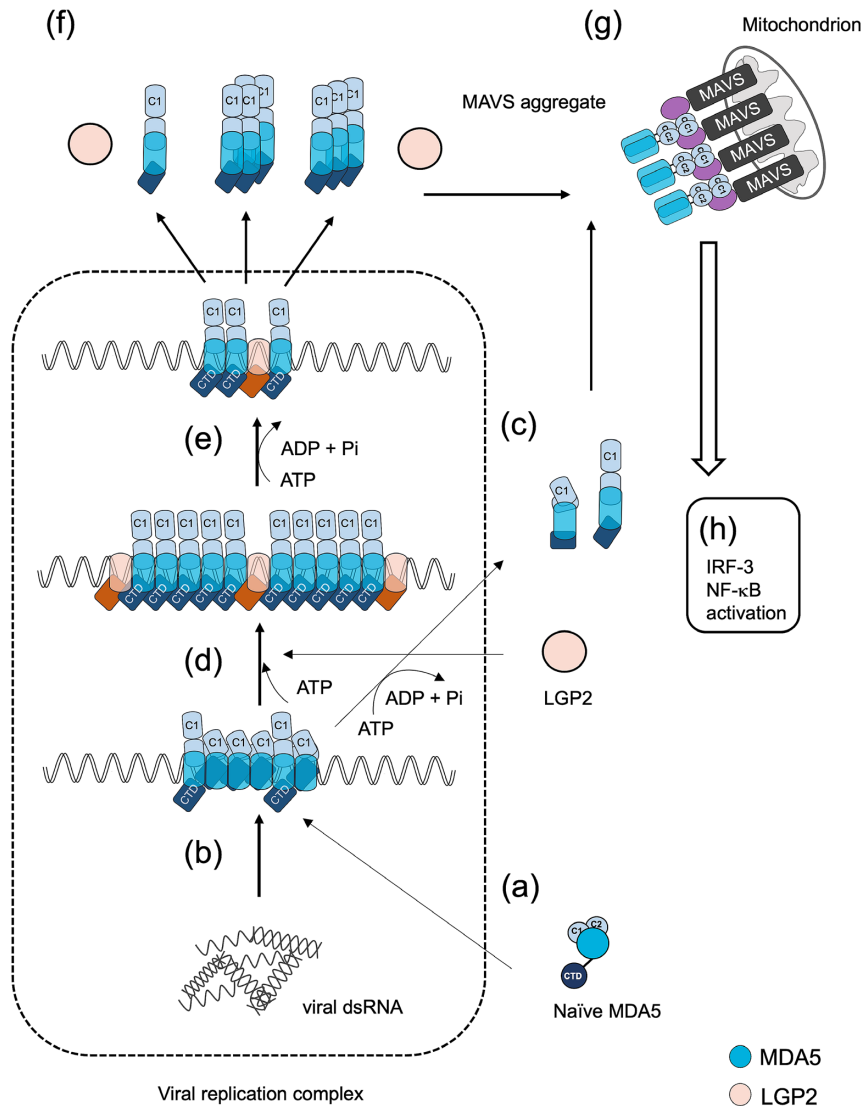 (f)
(g)
Mitochondrion
C1
C1 C1
C1
MAVS aggregate
MAVS
MAVS
MAVS
MAVS
C2 C1
C2 C1
C2 C1
C1 C1 C1
CTD CTD CTD
(e)
ADP + Pi
ATP
(c)
C1
C1
C1 C1 C1 C1 C1 C1 C1 C1 C1 C1
CTD CTD CTD CTD CTD CTD CTD CTD CTD CTD
(h)
IRF-3
NF-κB
activation
(d)
ATP
ADP + Pi
ATP
LGP2
C1 C1 C1 C1 C1 C1
CTD CTD
(b)
(a)
C1 C2
CTD
Naïve MDA5
viral dsRNA
Viral replication complex
MDA5
LGP2